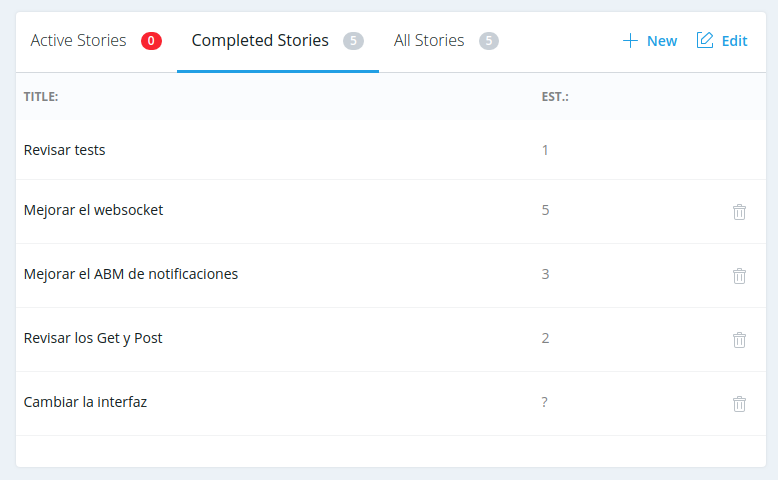 Active Stories 0 Completed Stories 5 All Stories 5 New Edit
TITLE: EST.:
Revisar tests 1
Mejorar el websocket 5
Mejorar el ABM de notificaciones 3
Revisar los Get y Post 2
Cambiar la interfaz ?